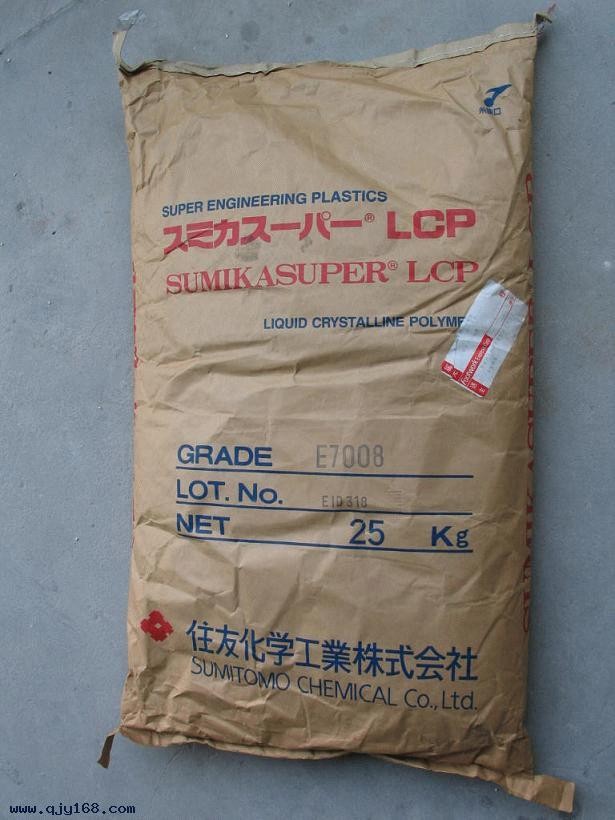 SUPER ENGINEERING PLASTICS
スミカスーパー® LCP
SUMIKASUPER® LCP
LIQUID CRYSTALLINE POLYME
GRADE E7008
LOT. No. EID318
NET 25 Kg
住友化学工業株式会社
SUMITOMO CHEMICAL Co., Ltd.
www.qjy168.com